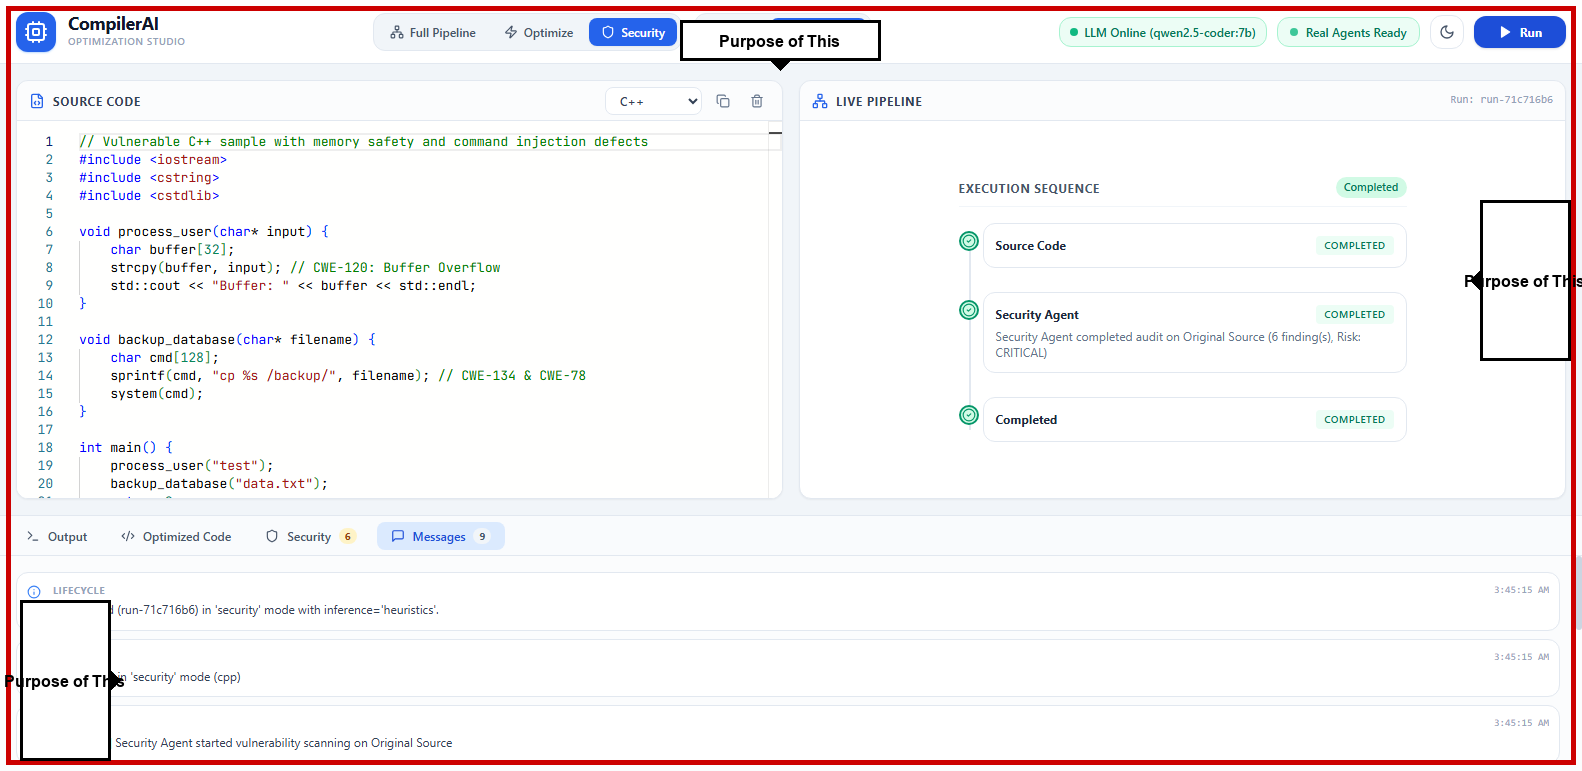 CompilerAI
OPTIMIZATION STUDIO
Full Pipeline
Optimize
Security
Purpose of This
LLM Online (qwen2.5-coder:7b)
Real Agents Ready
Run
SOURCE CODE
C++
1 // Vulnerable C++ sample with memory safety and command injection defects
2 #include <iostream>
3 #include <cstring>
4 #include <cstdlib>
5
6 void process_user(char* input) {
7 char buffer[32];
8 strcpy(buffer, input); // CWE-120: Buffer Overflow
9 std::cout << "Buffer: " << buffer << std::endl;
10 }
11
12 void backup_database(char* filename) {
13 char cmd[128];
14 sprintf(cmd, "cp %s /backup/", filename); // CWE-134 & CWE-78
15 system(cmd);
16 }
17
18 int main() {
19 process_user("test");
20 backup_database("data.txt");
LIVE PIPELINE
Run: run-71c716b6
EXECUTION SEQUENCE
Completed
Source Code
COMPLETED
Security Agent
COMPLETED
Security Agent completed audit on Original Source (6 finding(s), Risk:
CRITICAL)
Completed
COMPLETED
Purpose of This
Output
Optimized Code
Security 6
Messages 9
LIFECYCLE
3:45:15 AM
(run-71c716b6) in 'security' mode with inference='heuristics'.
3:45:15 AM
in 'security' mode (cpp)
3:45:15 AM
Security Agent started vulnerability scanning on Original Source
Purpose of This